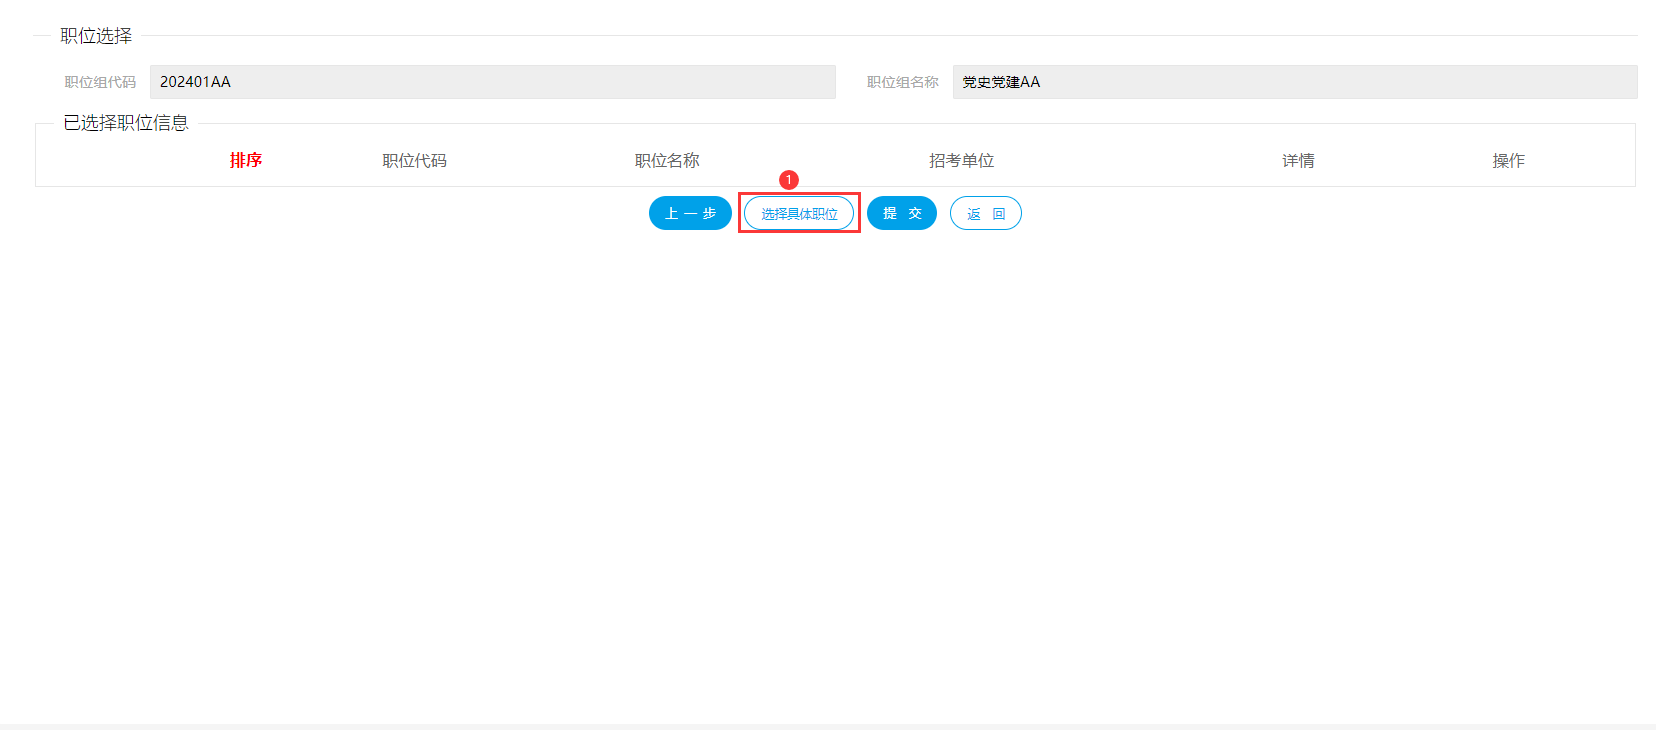 职位选择
职位组代码 202401AA 职位组名称 党史党建AA
已选择职位信息
排序 职位代码 职位名称 招考单位 详情 操作
1
上一步 选择具体职位 提 交 返 回